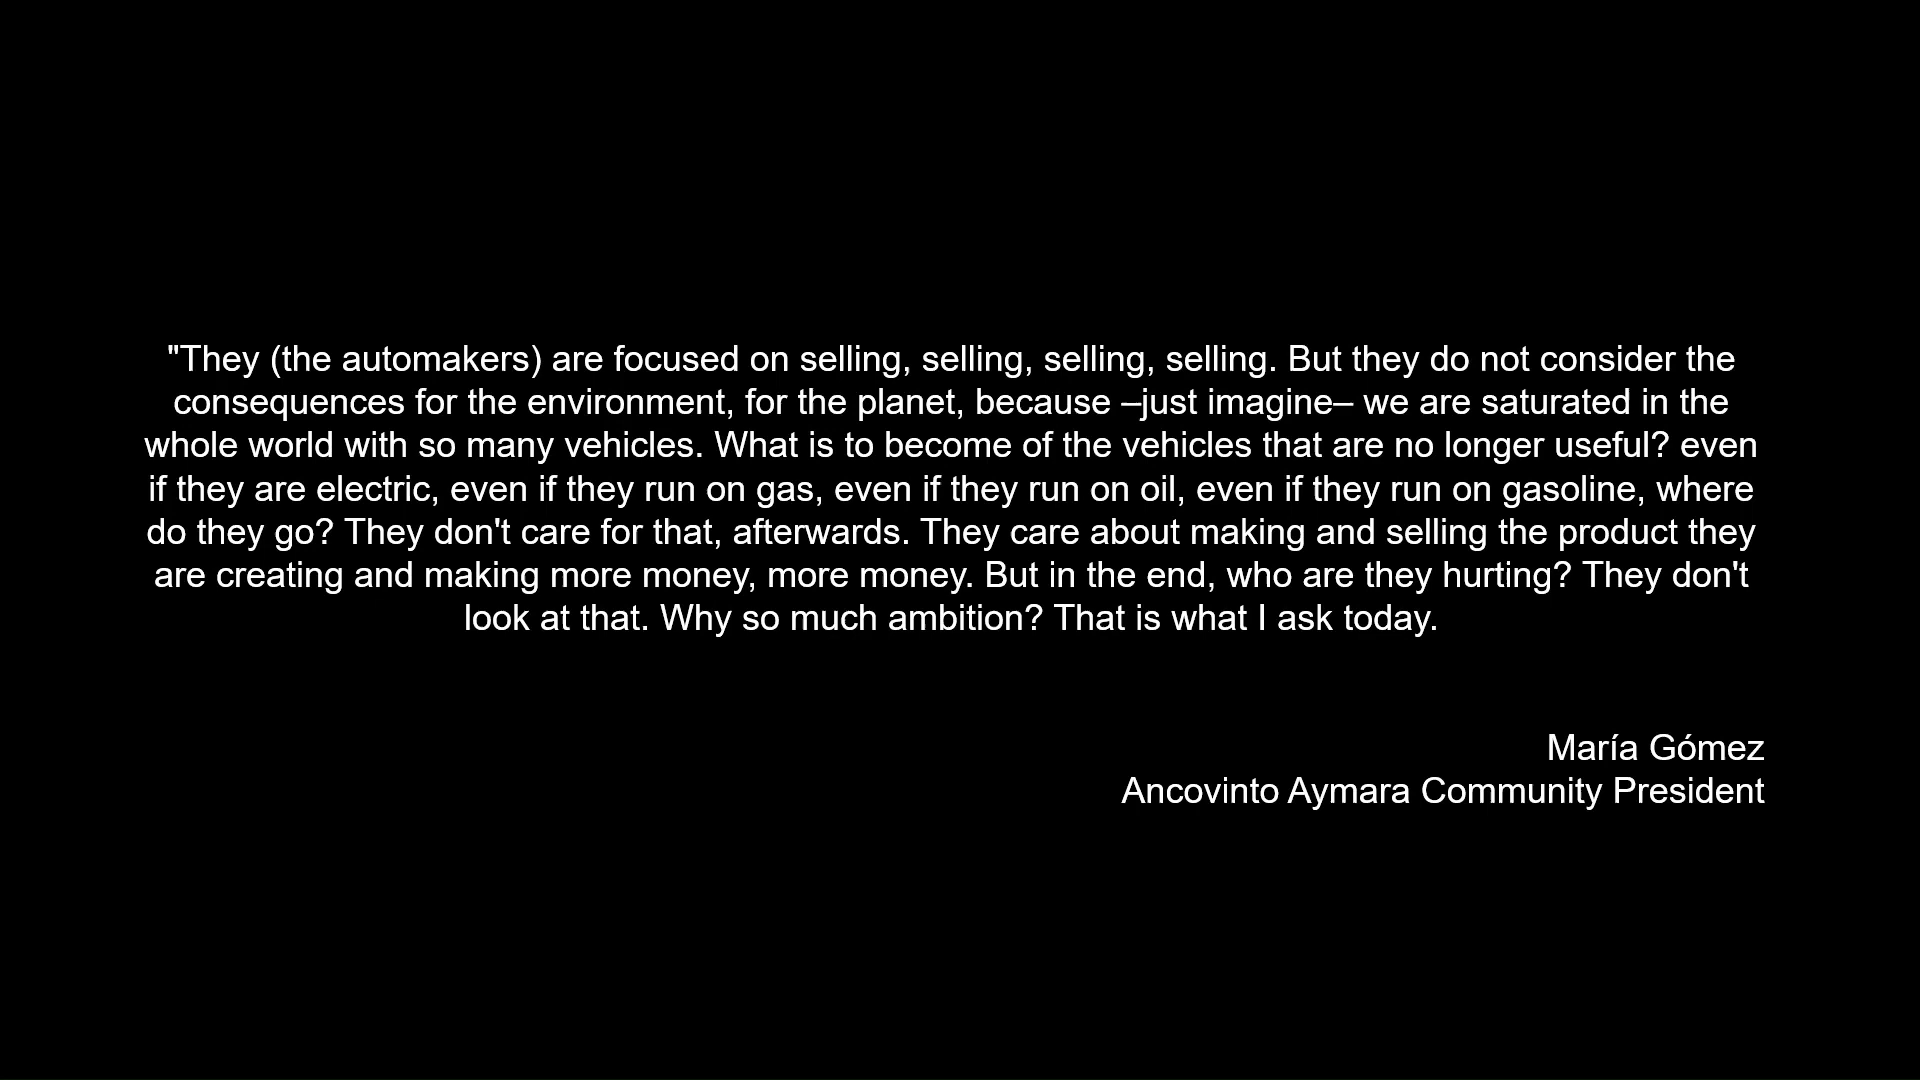 "They (the automakers) are focused on selling, selling, selling, selling. But they do not consider the
consequences for the environment, for the planet, because –just imagine– we are saturated in the
whole world with so many vehicles. What is to become of the vehicles that are no longer useful? even
if they are electric, even if they run on gas, even if they run on oil, even if they run on gasoline, where
do they go? They don't care for that, afterwards. They care about making and selling the product they
are creating and making more money, more money. But in the end, who are they hurting? They don't
look at that. Why so much ambition? That is what I ask today.
María Gómez
Ancovinto Aymara Community President